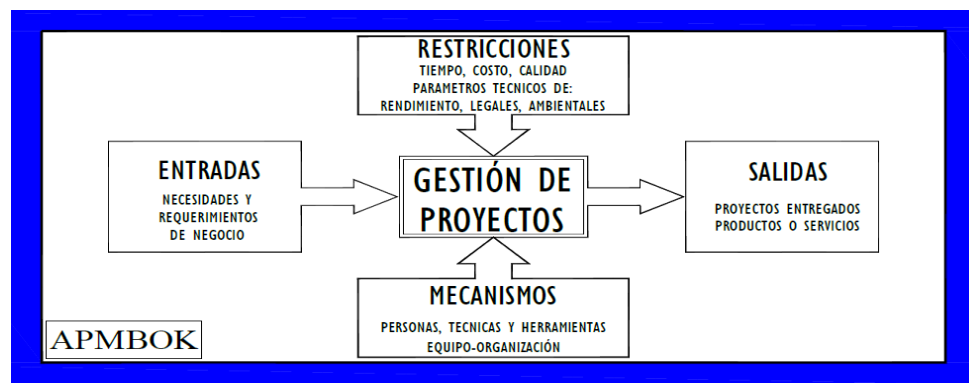 RESTRICCIONES
TIEMPO, COSTO, CALIDAD
PARAMETROS TECNICOS DE:
RENDIMIENTO, LEGALES, AMBIENTALES
ENTRADAS
NECESIDADES Y
REQUERIMIENTOS
DE NEGOCIO
GESTIÓN DE
PROYECTOS
SALIDAS
PROYECTOS ENTREGADOS
PRODUCTOS O SERVICIOS
MECANISMOS
PERSONAS, TECNICAS Y HERRAMIENTAS
EQUIPO-ORGANIZACIÓN
APMBOK